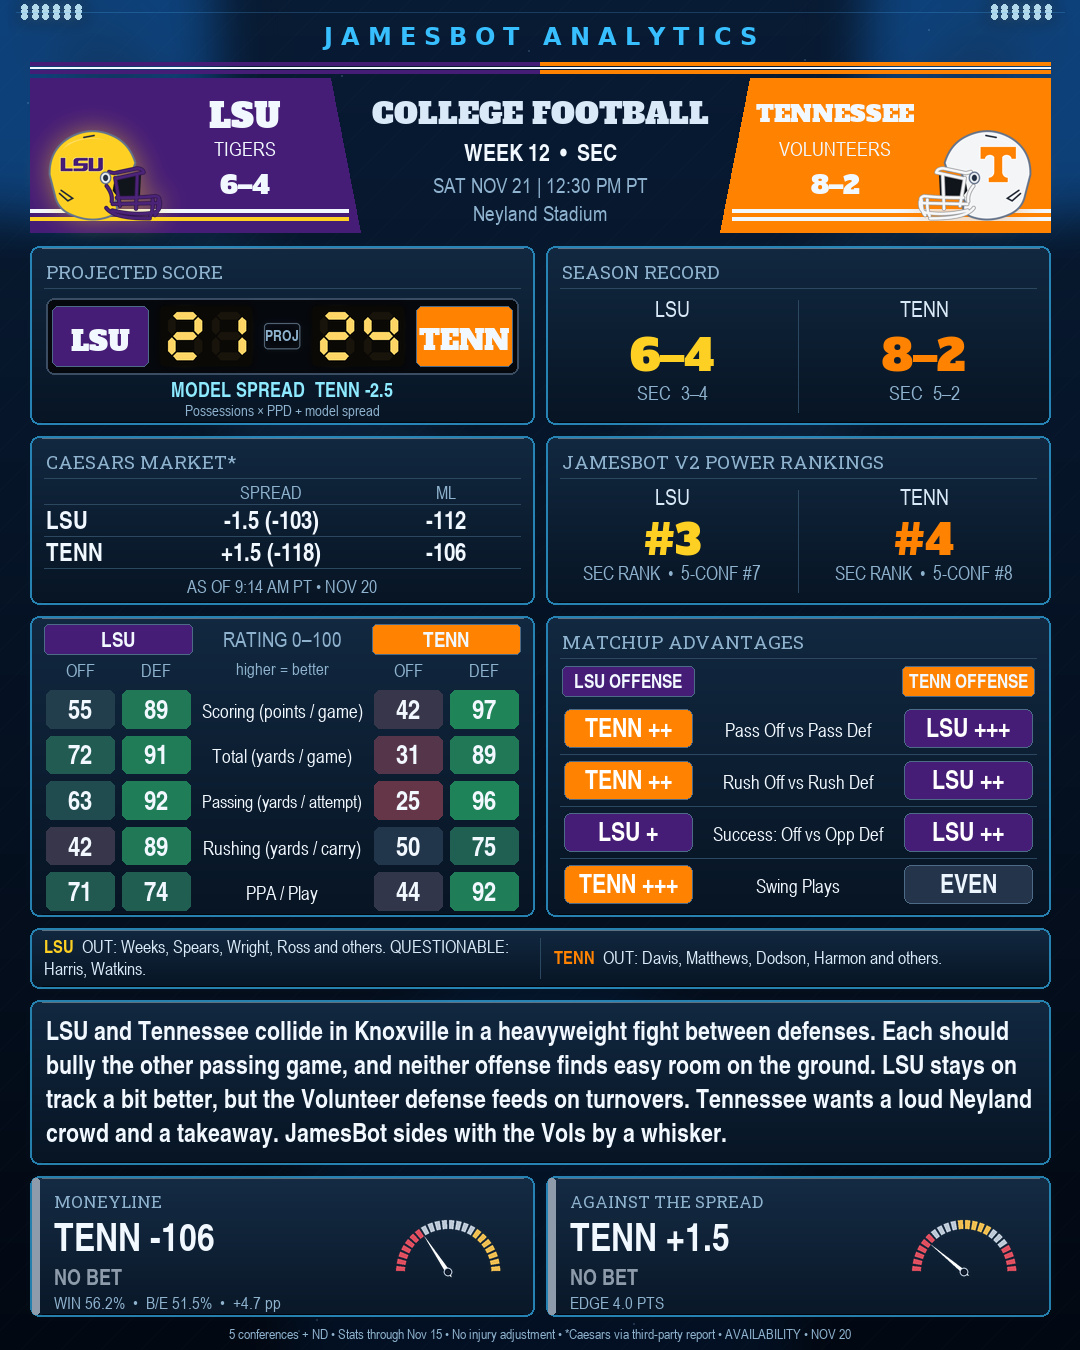 JAMESBOT ANALYTICS
LSU
TIGERS
6–4
LSU
COLLEGE FOOTBALL
WEEK 12 • SEC
SAT NOV 21 | 12:30 PM PT
Neyland Stadium
TENNESSEE
VOLUNTEERS
8–2
T
PROJECTED SCORE
LSU 21 PROJ 24 TENN
MODEL SPREAD TENN -2.5
Possessions × PPD + model spread
SEASON RECORD
LSU TENN
6–4 8–2
SEC 3–4 SEC 5–2
CAESARS MARKET*
SPREAD ML
LSU -1.5 (-103) -112
TENN +1.5 (-118) -106
AS OF 9:14 AM PT • NOV 20
JAMESBOT V2 POWER RANKINGS
LSU TENN
#3 #4
SEC RANK • 5-CONF #7 SEC RANK • 5-CONF #8
LSU RATING 0–100 TENN
OFF DEF higher = better OFF DEF
55 89 Scoring (points / game) 42 97
72 91 Total (yards / game) 31 89
63 92 Passing (yards / attempt) 25 96
42 89 Rushing (yards / carry) 50 75
71 74 PPA / Play 44 92
MATCHUP ADVANTAGES
LSU OFFENSE TENN OFFENSE
TENN ++ Pass Off vs Pass Def LSU +++
TENN ++ Rush Off vs Rush Def LSU ++
LSU + Success: Off vs Opp Def LSU ++
TENN +++ Swing Plays EVEN
LSU OUT: Weeks, Spears, Wright, Ross and others. QUESTIONABLE:
Harris, Watkins.
TENN OUT: Davis, Matthews, Dodson, Harmon and others.
LSU and Tennessee collide in Knoxville in a heavyweight fight between defenses. Each should
bully the other passing game, and neither offense finds easy room on the ground. LSU stays on
track a bit better, but the Volunteer defense feeds on turnovers. Tennessee wants a loud Neyland
crowd and a takeaway. JamesBot sides with the Vols by a whisker.
MONEYLINE
TENN -106
NO BET
WIN 56.2% • B/E 51.5% • +4.7 pp
AGAINST THE SPREAD
TENN +1.5
NO BET
EDGE 4.0 PTS
5 conferences + ND • Stats through Nov 15 • No injury adjustment • *Caesars via third-party report • AVAILABILITY • NOV 20